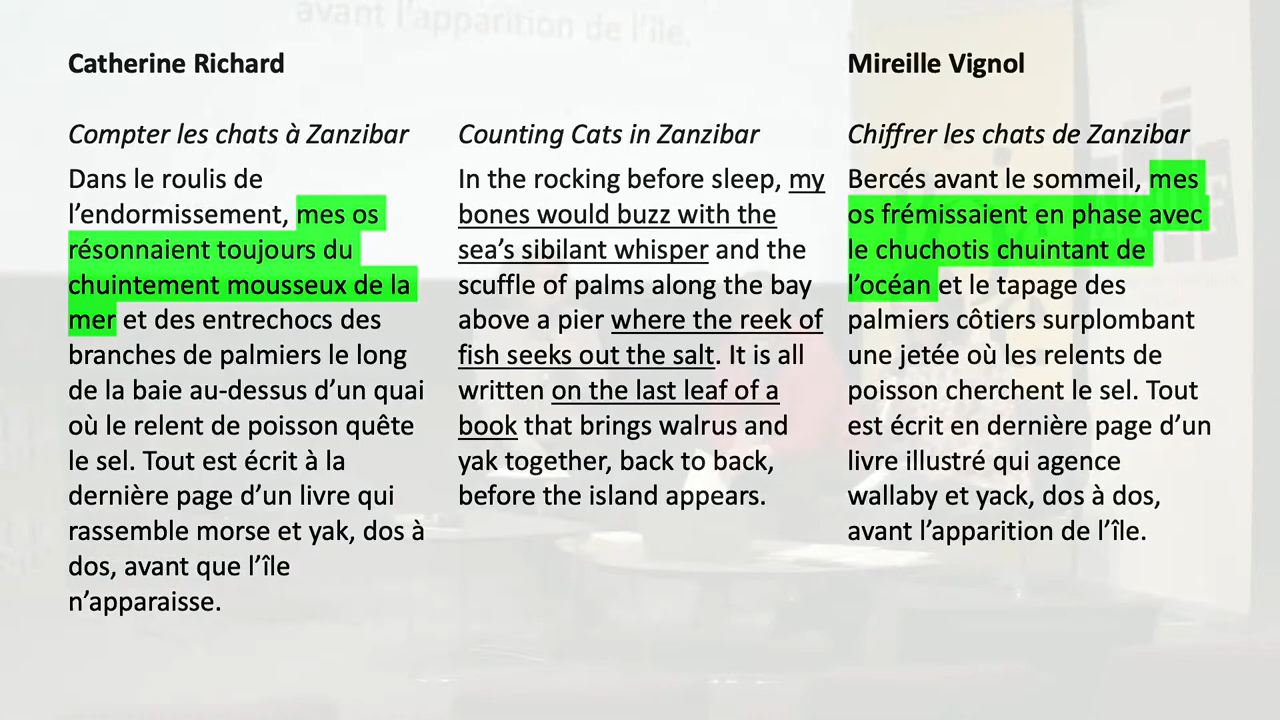 avant l'apparition de l'île.
Catherine Richard
Compter les chats à Zanzibar
Dans le roulis de
l'endormissement, mes os
résonnaient toujours du
chuintement mousseux de la
mer et des entrechocs des
branches de palmiers le long
de la baie au-dessus d'un quai
où le relent de poisson quête
le sel. Tout est écrit à la
dernière page d'un livre qui
rassemble morse et yak, dos à
dos, avant que l'île
n'apparaisse.
Counting Cats in Zanzibar
In the rocking before sleep, my
bones would buzz with the
sea's sibilant whisper and the
scuffle of palms along the bay
above a pier where the reek of
fish seeks out the salt. It is all
written on the last leaf of a
book that brings walrus and
yak together, back to back,
before the island appears.
Mireille Vignol
Chiffrer les chats de Zanzibar
Bercés avant le sommeil, mes
os frémissaient en phase avec
le chuchotis chuintant de
l'océan et le tapage des
palmiers côtiers surplombant
une jetée où les relents de
poisson cherchent le sel. Tout
est écrit en dernière page d'un
livre illustré qui agence
wallaby et yack, dos à dos,
avant l'apparition de l'île.